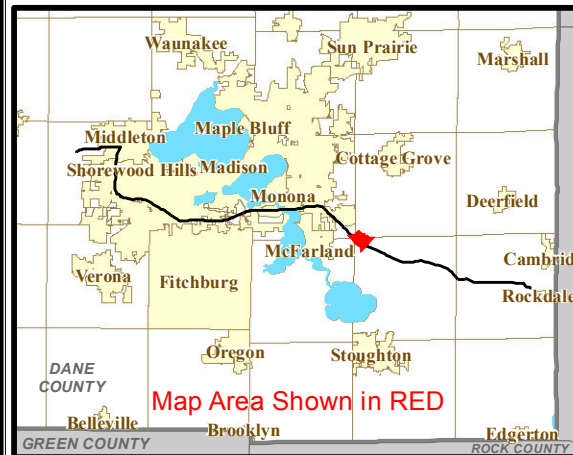 Waunakee
Sun Prairie
Marshall
Middleton
Maple Bluff
Shorewood Hills
Madison
Cottage Grove
Monona
Deerfield
McFarland
Cambrid
Verona
Fitchburg
Rockdale
Oregon
Stoughton
DANE
COUNTY
Map Area Shown in RED
Belleville
Brooklyn
Edgerton
GREEN COUNTY
ROCK COUNTY